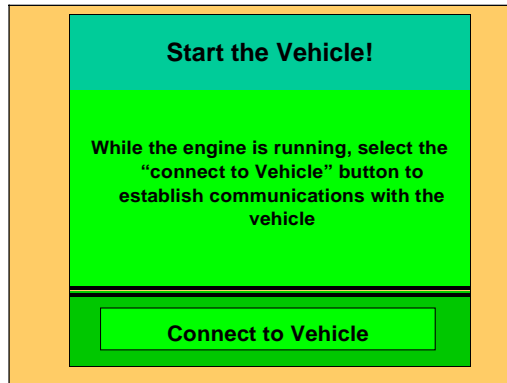 Start the Vehicle!
While the engine is running, select the
“connect to Vehicle” button to
establish communications with the
vehicle
Connect to Vehicle